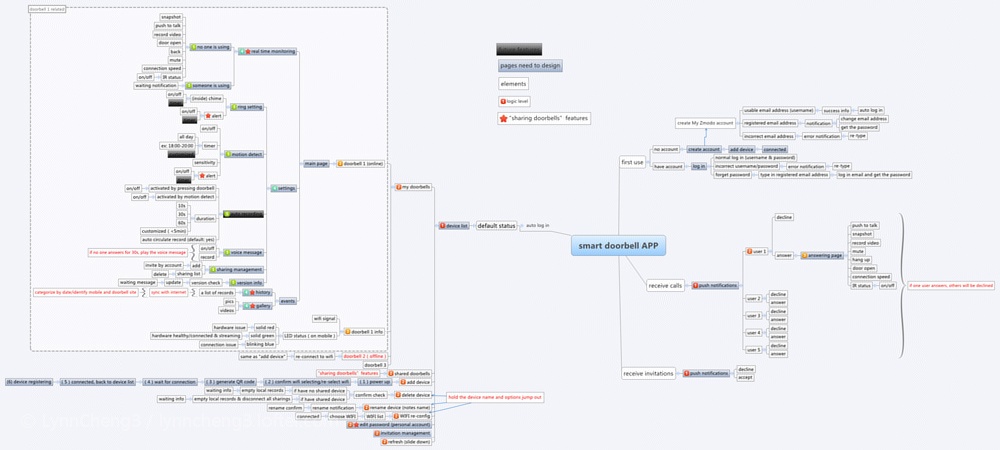 doorbell 1 related
snapshot
push to talk
record video
door open
back
mute
connection speed
on/off
IR status
no one is using
waiting notification
someone is using
real time monitoring
on/off
(inside) chime
on/off
alert
ring setting
on/off
all day
ex: 18:00-20:00
timer
sensitivity
on/off
alert
motion detect
on/off
activated by pressing doorbell
on/off
activated by motion detect
10s
30s
60s
customized ( <5min)
duration
auto circulate record (default: yes)
if no one answers for 30s, play the voice message
on/off
record
voice message
invite by account
add
delete
sharing list
sharing management
waiting message
update
version check
version info
settings
categorize by date/identify mobile and doorbell site
sync with internet
a list of records
history
pics
videos
gallery
events
main page
doorbell 1 (online)
wifi signal
hardware issue
solid red
hardware healthy/connected & streaming
solid green
connection issue
blinking blue
LED status ( on mobile )
doorbell 1 info
same as "add device"
re-connect to wifi
doorbell 2 ( offline )
doorbell 3
my doorbells
"sharing doorbells" features
shared doorbells
(6) device registering
( 5 ) connected, back to device list
( 4 ) wait for connection
( 3 ) generate QR code
( 2 ) confirm wifi selecting/re-select wifi
( 1 ) power up
add device
waiting info
empty local records
if have no shared device
waiting info
empty local records & disconnect all sharings
if have shared device
confirm check
delete device
hold the device name and options jump out
rename confirm
rename notification
rename device (notes name)
connected
choose WIFI
WIFI list
WIFI re-config
edit password (personal account)
invitation management
refresh (slide down)
device list
default status
auto log in
pages need to design
elements
logic level
"sharing doorbells" features
smart doorbell APP
first use
no account
create account
add device
connected
create My Zmodo account
usable email address (username)
success info
auto log in
registered email address
notification
change email address
get the password
incorrect email address
error notification
re-type
have account
log in
normal log in (username & password)
incorrect username/password
error notification
re-type
forget password
type in registered email address
log in email and get the password
receive calls
push notifications
user 1
decline
answer
answering page
push to talk
snapshot
record video
mute
hang up
door open
connection speed
IR status
on/off
if one user answers, others will be declined
user 2
decline
answer
user 3
decline
answer
user 4
decline
answer
user 5
decline
answer
receive invitations
push notifications
decline
accept